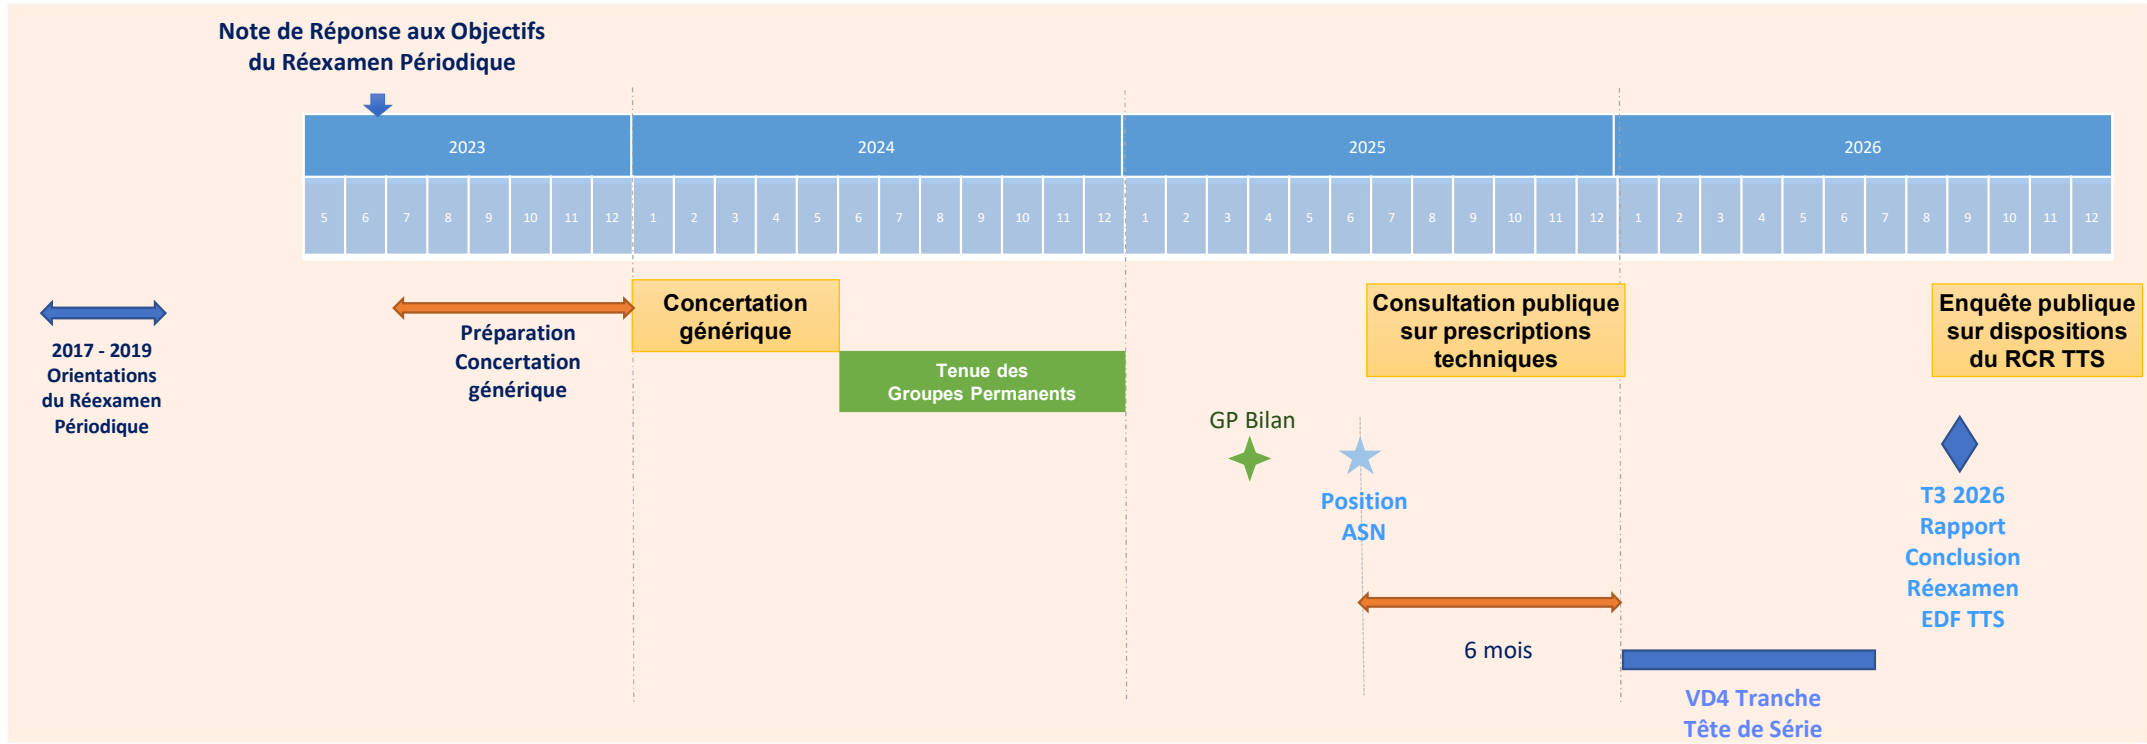 Note de Réponse aux Objectifs
du Réexamen Périodique
2023 2024 2025 2026
5 6 7 8 9 10 11 12 1 2 3 4 5 6 7 8 9 10 11 12 1 2 3 4 5 6 7 8 9 10 11 12 1 2 3 4 5 6 7 8 9 10 11 12
2017 - 2019
Orientations
du Réexamen
Périodique
Préparation
Concertation
générique
Concertation
générique
Tenue des
Groupes Permanents
GP Bilan
Position
ASN
Consultation publique
sur prescriptions
techniques
6 mois
VD4 Tranche
Tête de Série
Enquête publique
sur dispositions
du RCR TTS
T3 2026
Rapport
Conclusion
Réexamen
EDF TTS